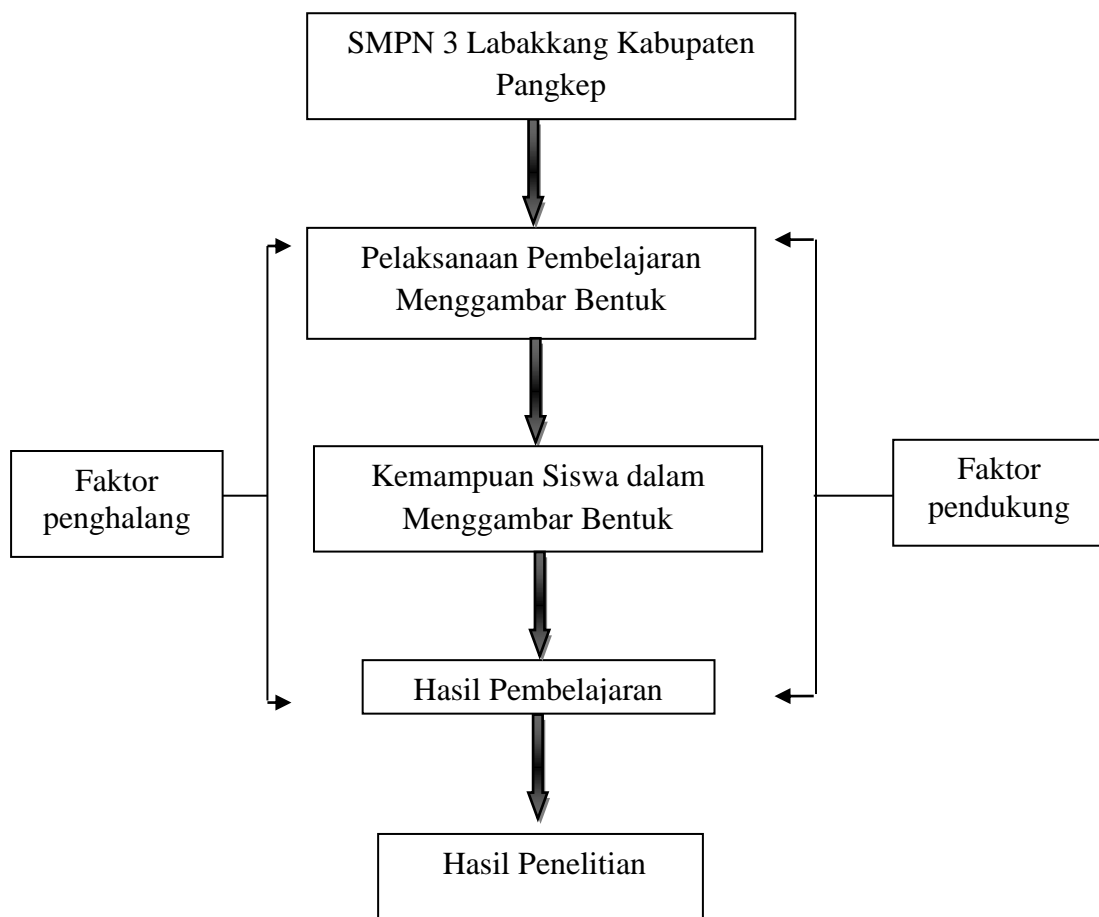 SMPN 3 Labakkang Kabupaten
Pangkep
Pelaksanaan Pembelajaran
Menggambar Bentuk
Faktor
penghalang
Kemampuan Siswa dalam
Menggambar Bentuk
Faktor
pendukung
Hasil Pembelajaran
Hasil Penelitian